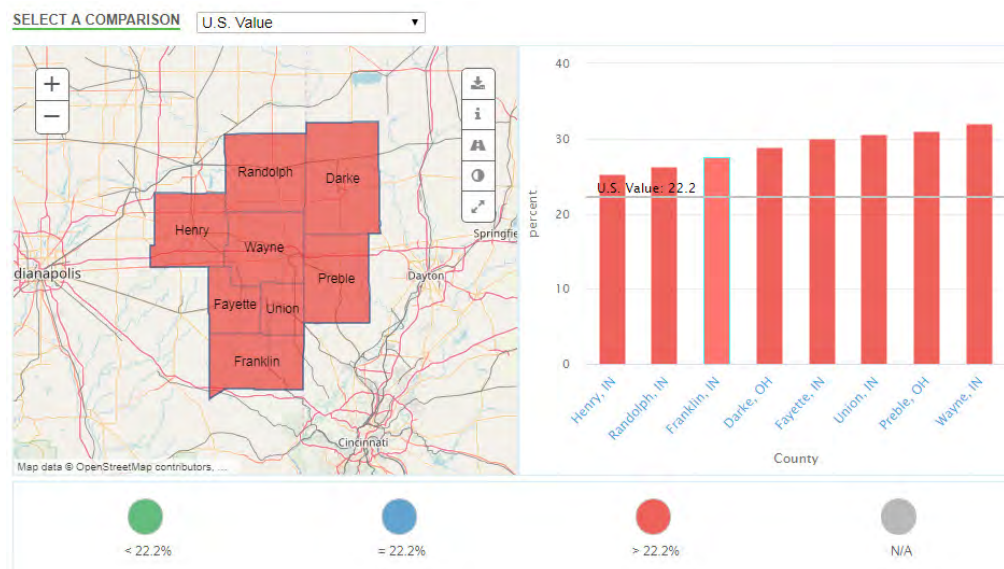 SELECT A COMPARISON U.S. Value
+
−
i
Randolph
Darke
Henry
Wayne
Springfie
dianapolis
Preble
Dayton
Fayette
Union
Franklin
Cincinnati
Map data © OpenStreetMap contributors, ...
40
30
U.S. Value: 22.2
20
10
0
percent
Henry, IN
Randolph, IN
Franklin, IN
Darke, OH
Fayette, IN
Union, IN
Preble, OH
Wayne, IN
County
< 22.2%
= 22.2%
> 22.2%
N/A